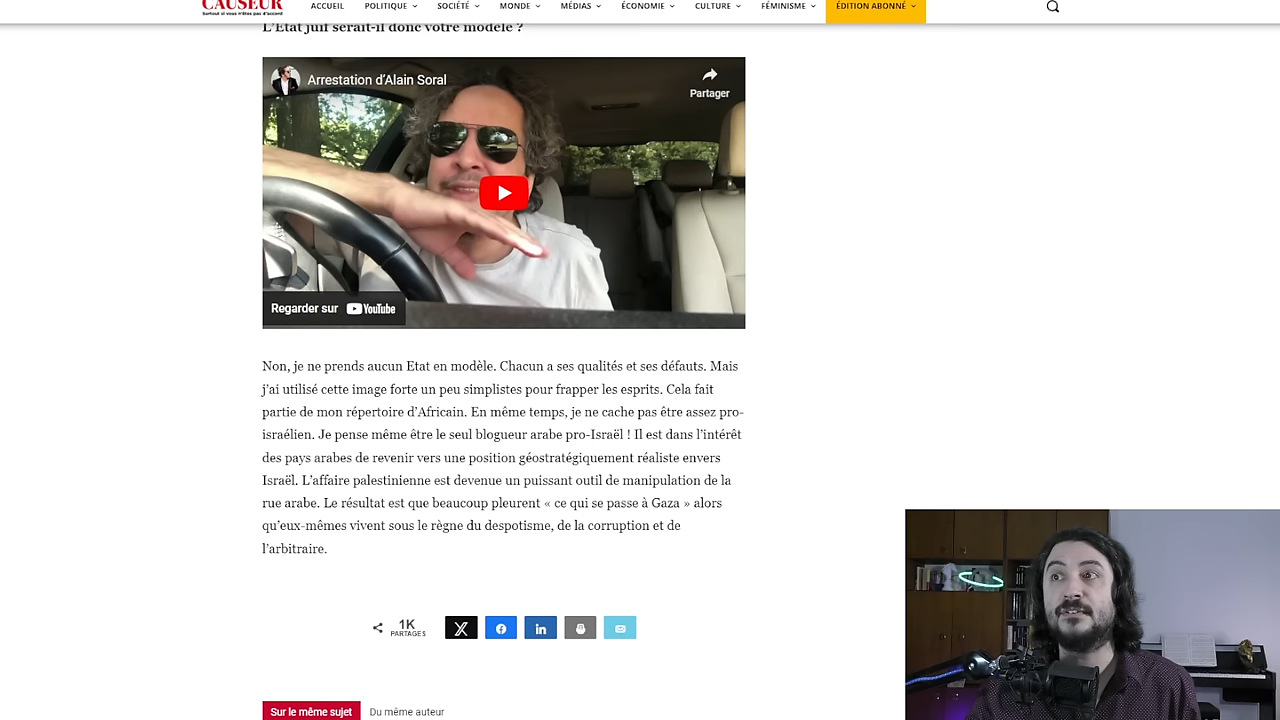 CAUSEUR
Surtout si vous n'êtes pas d'accord
ACCUEIL
POLITIQUE
SOCIÉTÉ
MONDE
MÉDIAS
ÉCONOMIE
CULTURE
FÉMINISME
ÉDITION ABONNÉ
L'Etat juif serait-il donc votre modèle ?
Arrestation d'Alain Soral
Partager
Regarder sur YouTube
Non, je ne prends aucun Etat en modèle. Chacun a ses qualités et ses défauts. Mais
j'ai utilisé cette image forte un peu simplistes pour frapper les esprits. Cela fait
partie de mon répertoire d'Africain. En même temps, je ne cache pas être assez pro-
israélien. Je pense même être le seul blogueur arabe pro-Israël ! Il est dans l'intérêt
des pays arabes de revenir vers une position géostratégiquement réaliste envers
Israël. L'affaire palestinienne est devenue un puissant outil de manipulation de la
rue arabe. Le résultat est que beaucoup pleurent « ce qui se passe à Gaza » alors
qu'eux-mêmes vivent sous le règne du despotisme, de la corruption et de
l'arbitraire.
1K
PARTAGES
Sur le même sujet
Du même auteur